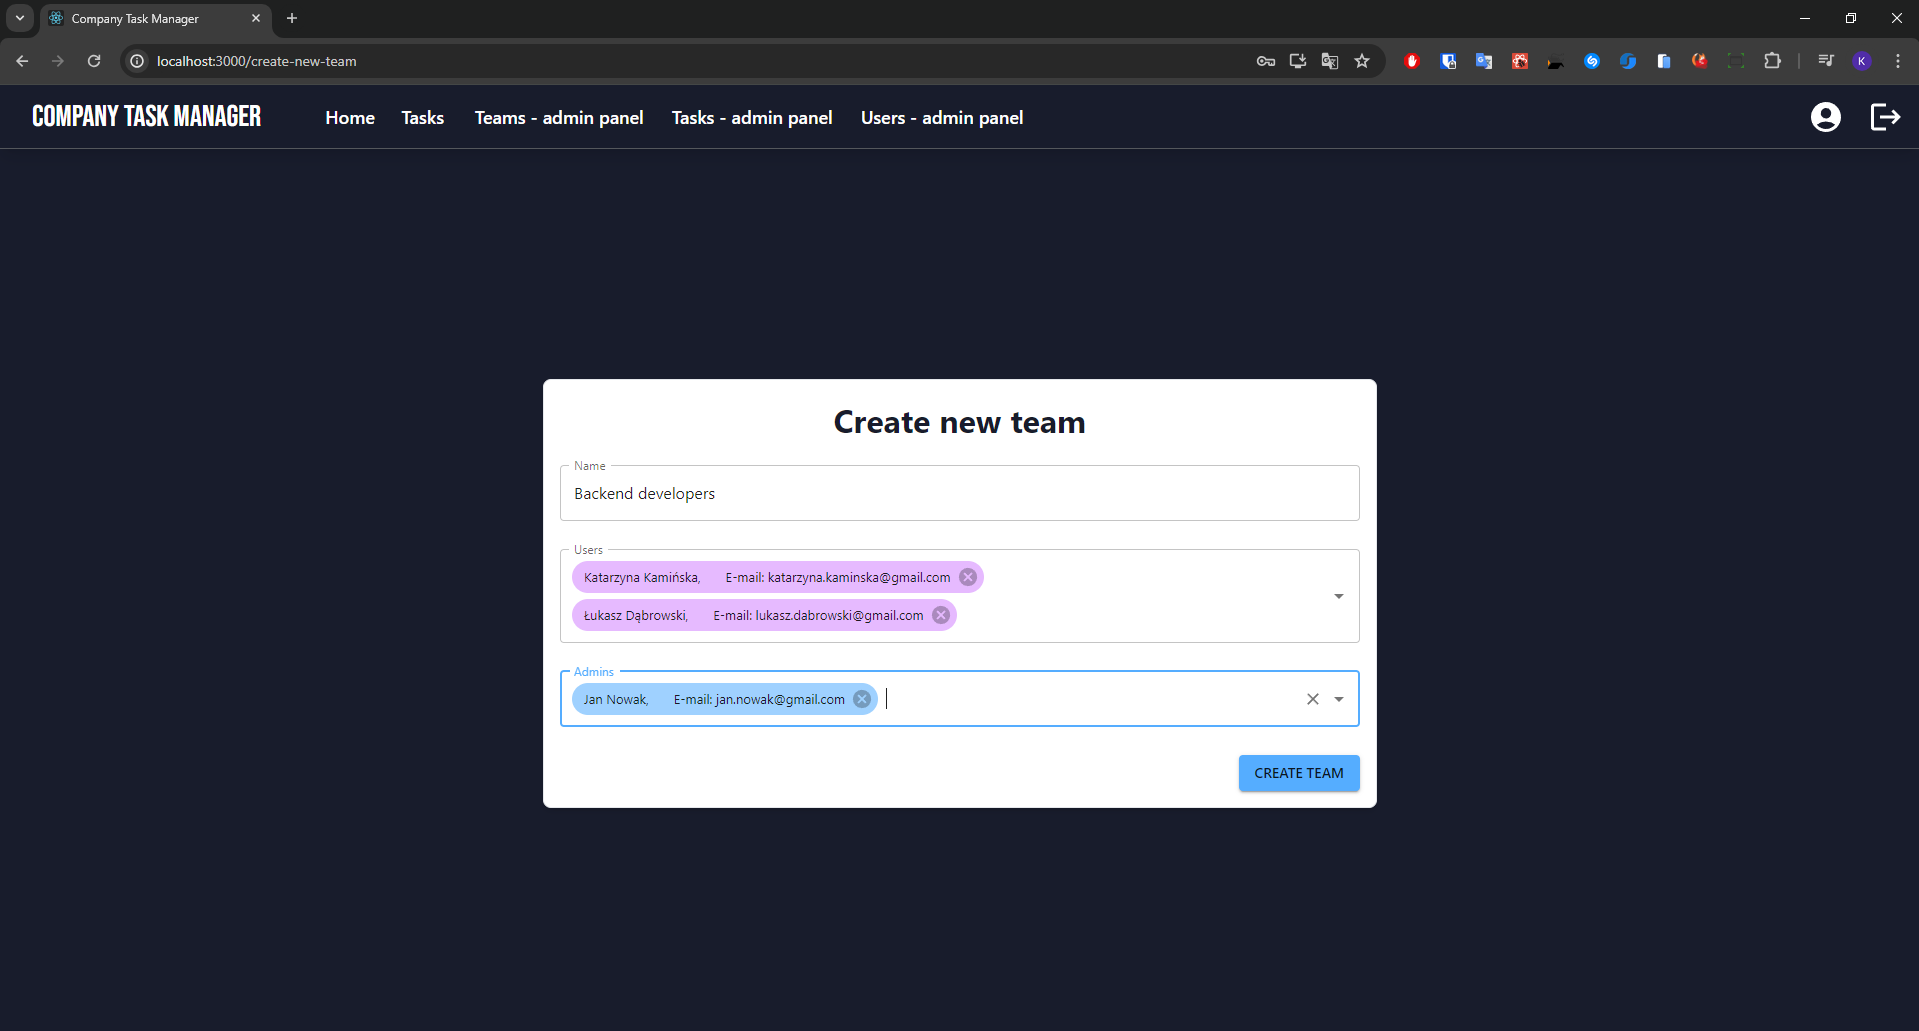 Company Task Manager
localhost:3000/create-new-team
K
COMPANY TASK MANAGER Home Tasks Teams - admin panel Tasks - admin panel Users - admin panel
Create new team
Name
Backend developers
Users
Katarzyna Kamińska, E-mail: katarzyna.kaminska@gmail.com
Łukasz Dąbrowski, E-mail: lukasz.dabrowski@gmail.com
Admins
Jan Nowak, E-mail: jan.nowak@gmail.com
CREATE TEAM